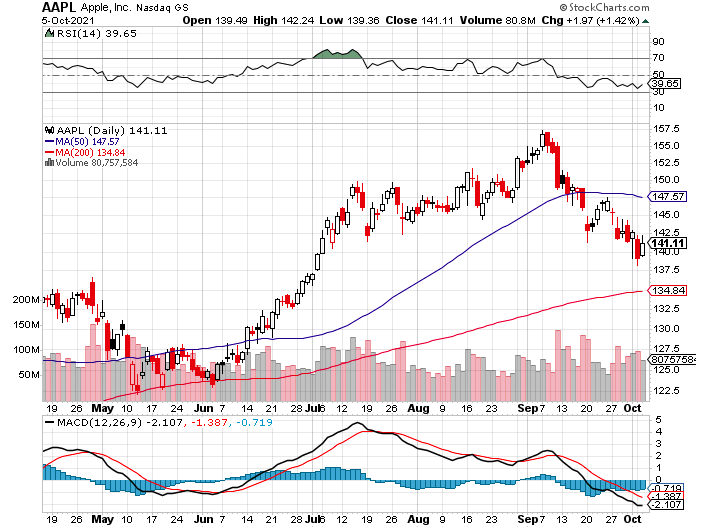 AAPL Apple, Inc. Nasdaq GS © StockCharts.com
5-Oct-2021 Open 139.49 High 142.24 Low 139.36 Close 141.11 Volume 80.8M Chg +1.97 (+1.42%) ▲
RSI(14) 39.65
90
70
50
39.65
30
10
AAPL (Daily) 141.11
MA(50) 147.57
MA(200) 134.84
Volume 80,757,584
157.5
155.0
152.5
150.0
147.57
145.0
142.5
141.11
140.0
137.5
134.84
132.5
130.0
127.5
80757584
125.0
122.5
200M
150M
100M
50M
19 26 May 10 17 24 Jun 7 14 21 28 Jul 6 12 19 26 Aug 9 16 23 Sep 7 13 20 27 Oct
MACD(12,26,9) -2.107, -1.387, -0.719
5
4
3
2
1
0
-0.719
-1.387
-2.107
19 26 May 10 17 24 Jun 7 14 21 28 Jul 6 12 19 26 Aug 9 16 23 Sep 7 13 20 27 Oct